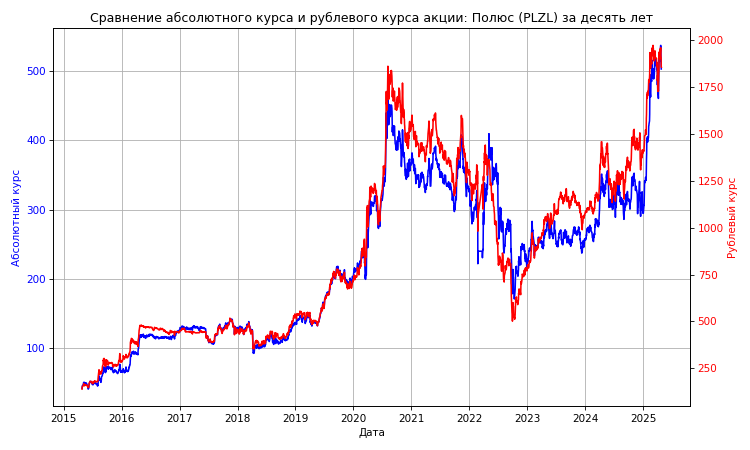 Сравнение абсолютного курса и рублевого курса акции: Полюс (PLZL) за десять лет
Абсолютный курс
500
400
300
200
100
2000
1750
1500
1250
1000
750
500
250
Рублевый курс
2015 2016 2017 2018 2019 2020 2021 2022 2023 2024 2025
Дата